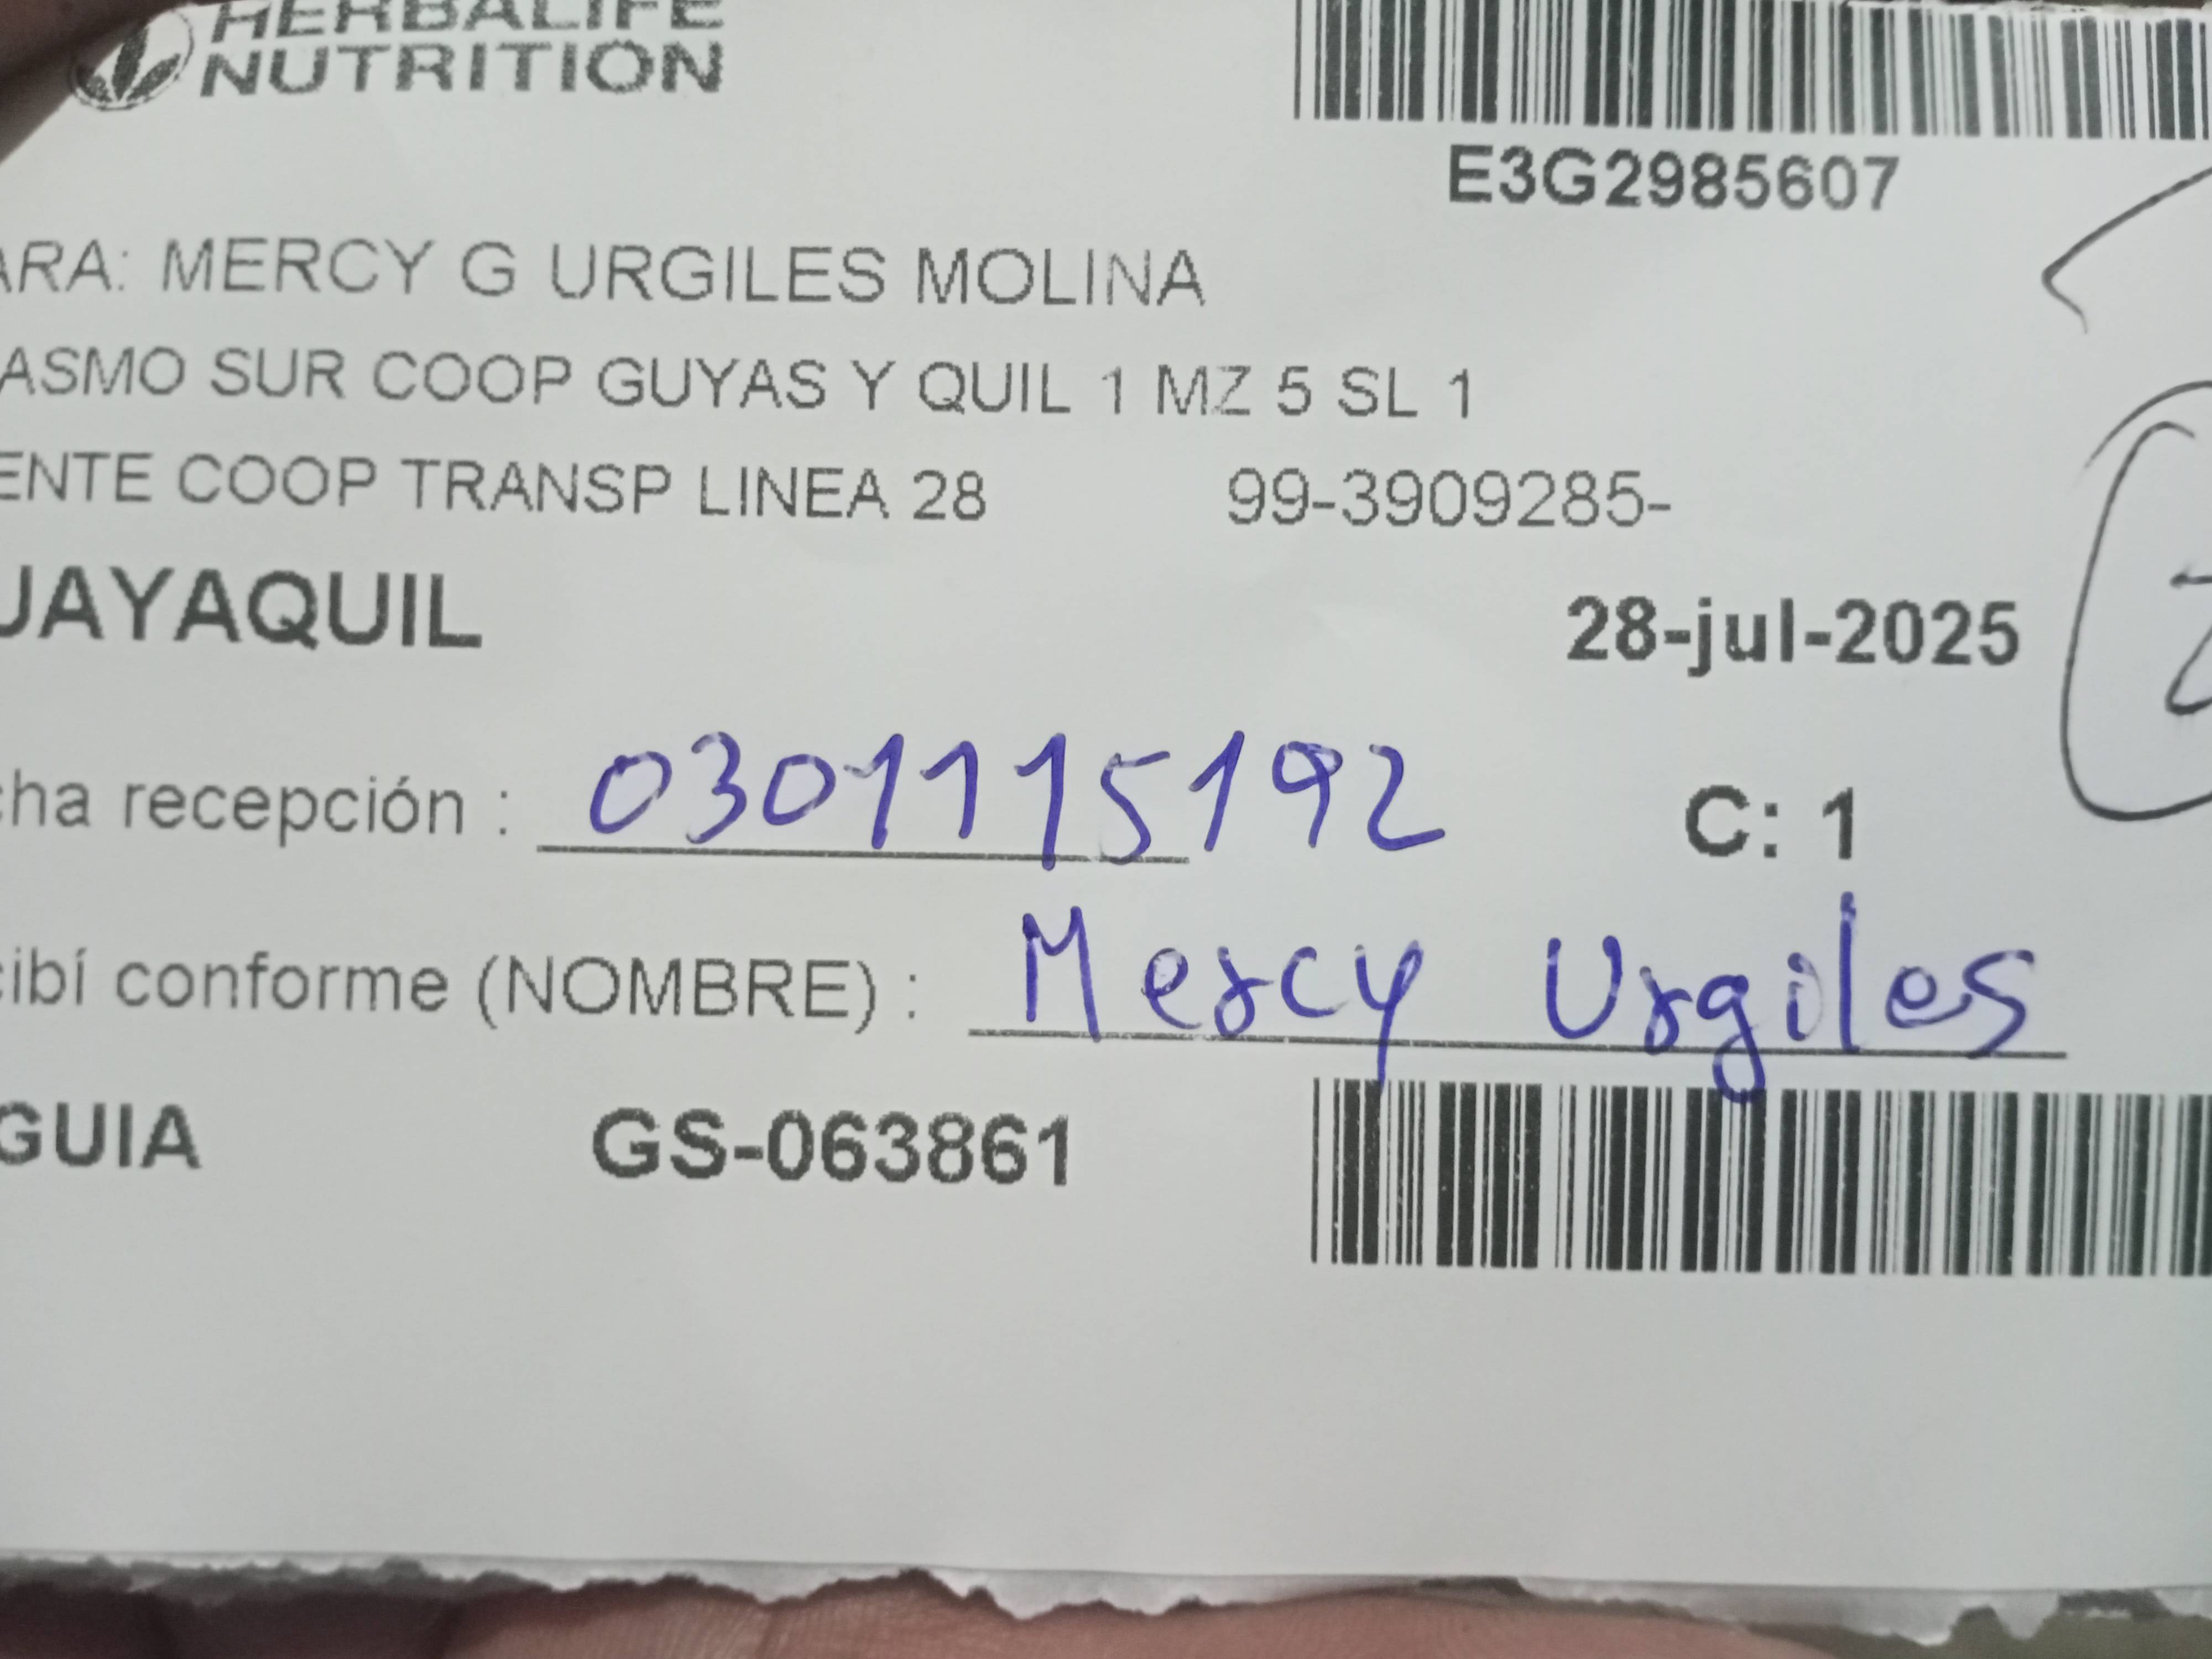 HERBALIFE
NUTRITION
E3G2985607
ARA: MERCY G URGILES MOLINA
ASMO SUR COOP GUYAS Y QUIL 1 MZ 5 SL 1
ENTE COOP TRANSP LINEA 28 99-3909285-
UAYAQUIL
28-jul-2025
cha recepción : 0301115192 C: 1
cibí conforme (NOMBRE) : Mercy Urgiles
GUIA GS-063861